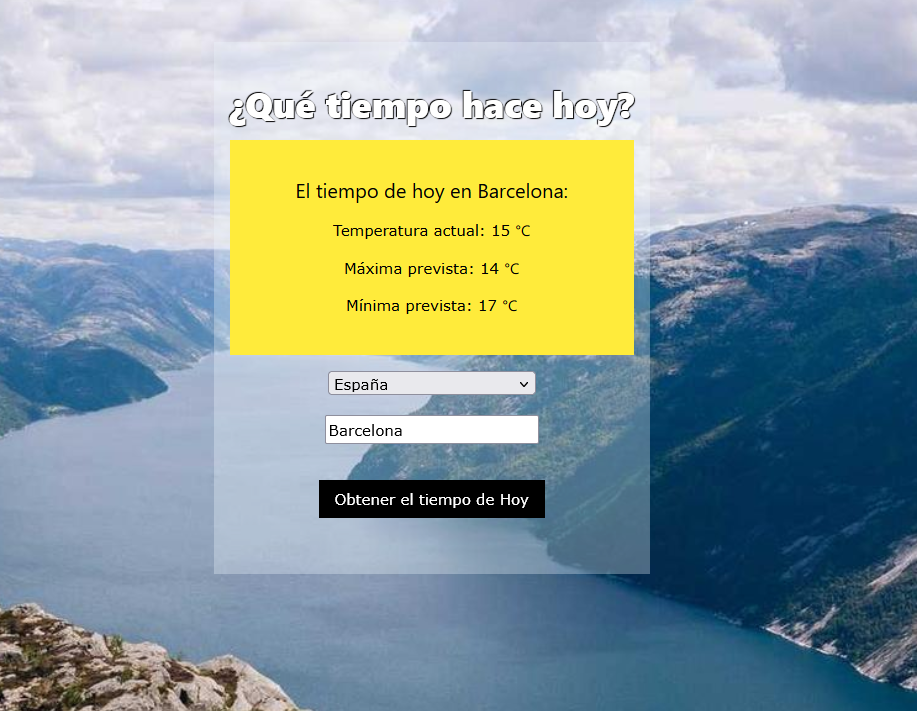 ¿Qué tiempo hace hoy?
El tiempo de hoy en Barcelona:
Temperatura actual: 15 °C
Máxima prevista: 14 °C
Mínima prevista: 17 °C
España
Barcelona
Obtener el tiempo de Hoy